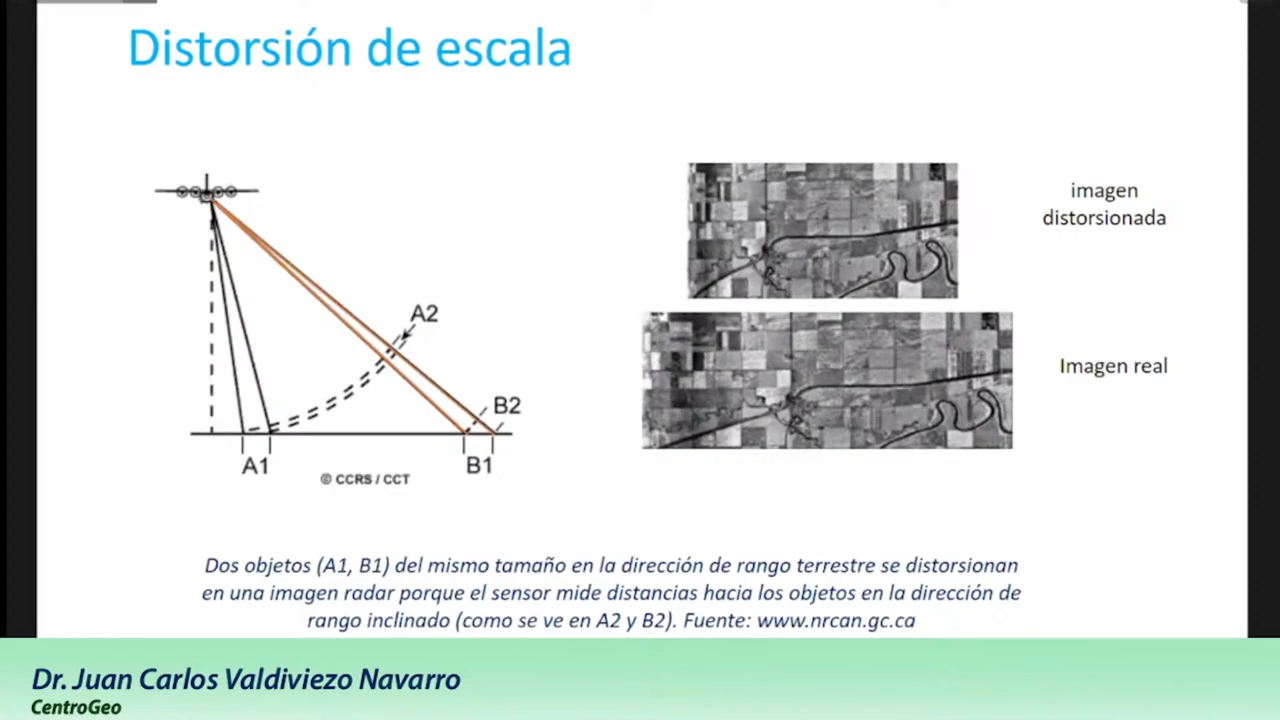 Distorsión de escala
imagen
distorsionada
A2
B2
Imagen real
A1
B1
© CCRS / CCT
Dos objetos (A1, B1) del mismo tamaño en la dirección de rango terrestre se distorsionan
en una imagen radar porque el sensor mide distancias hacia los objetos en la dirección de
rango inclinado (como se ve en A2 y B2). Fuente: www.nrcan.gc.ca
Dr. Juan Carlos Valdiviezo Navarro
CentroGeo